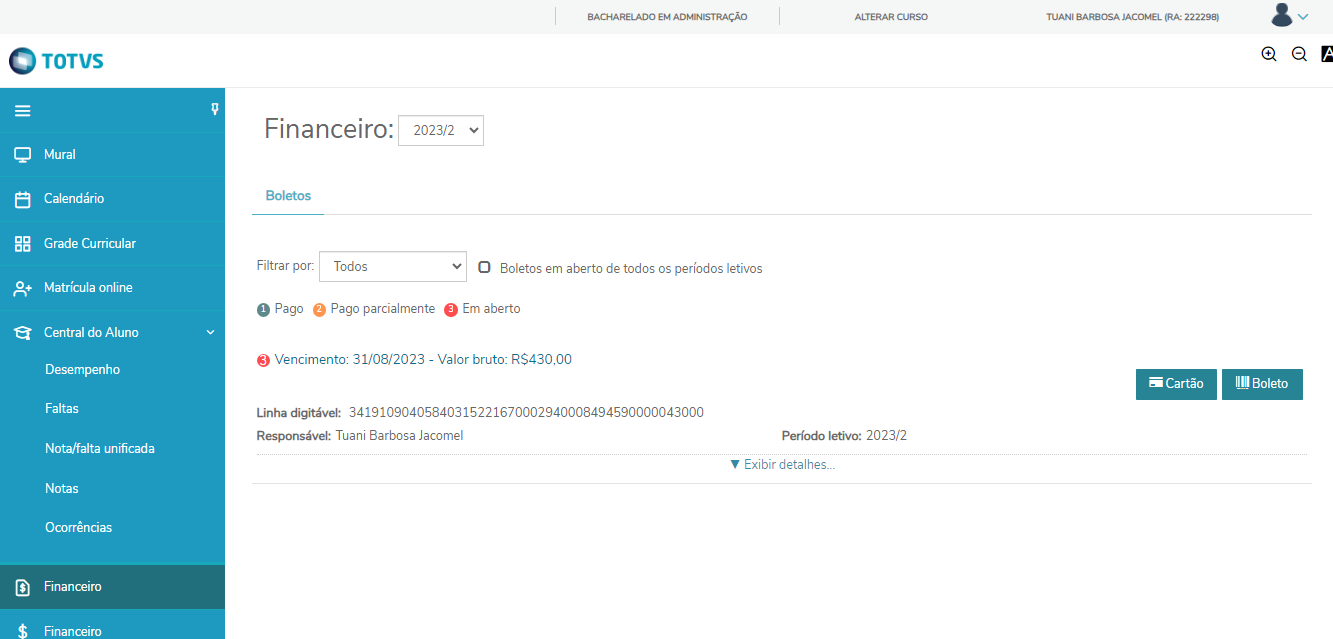 BACHARELADO EM ADMINISTRAÇÃO ALTERAR CURSO TUANI BARBOSA JACOMEL (RA: 222298)
TOTVS
A
Mural
Calendário
Grade Curricular
Matrícula online
Central do Aluno
Desempenho
Faltas
Nota/falta unificada
Notas
Ocorrências
Financeiro
Financeiro
Financeiro: 2023/2
Boletos
Filtrar por: Todos Boletos em aberto de todos os períodos letivos
1 Pago 2 Pago parcialmente 3 Em aberto
3 Vencimento: 31/08/2023 - Valor bruto: R$430,00
Cartão Boleto
Linha digitável: 34191090405840315221670002940008494590000043000
Responsável: Tuani Barbosa Jacomel Período letivo: 2023/2
▼ Exibir detalhes...